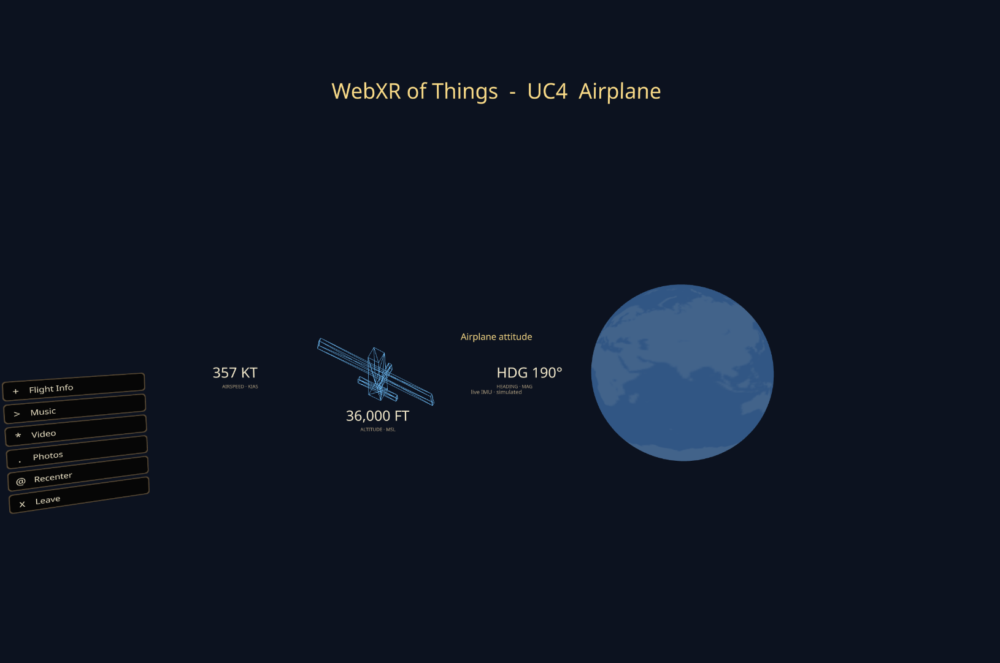 WebXR of Things - UC4 Airplane
Airplane attitude
357 KT
AIRSPEED · KIAS
HDG 190°
HEADING · MAG
live IMU · simulated
36,000 FT
ALTITUDE · MSL
+ Flight Info
> Music
* Video
. Photos
@ Recenter
x Leave